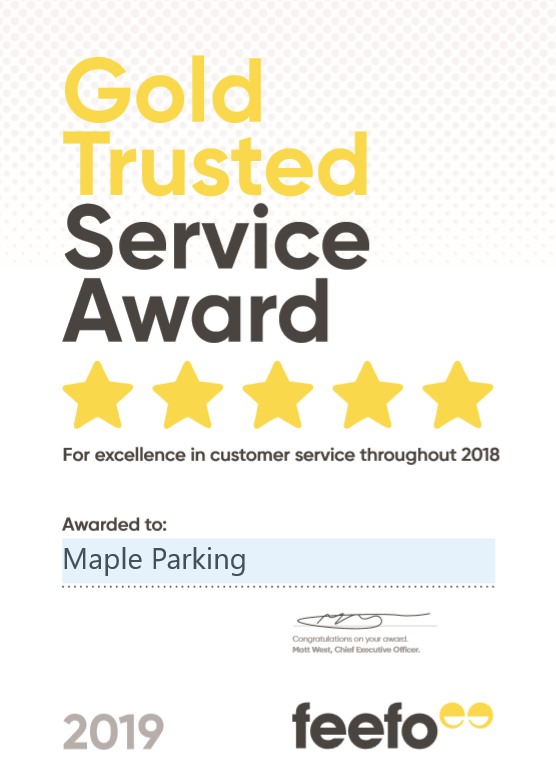 Gold
Trusted
Service
Award
For excellence in customer service throughout 2018
Awarded to:
Maple Parking
Congratulations on your award.
Matt West, Chief Executive Officer.
2019
feefo